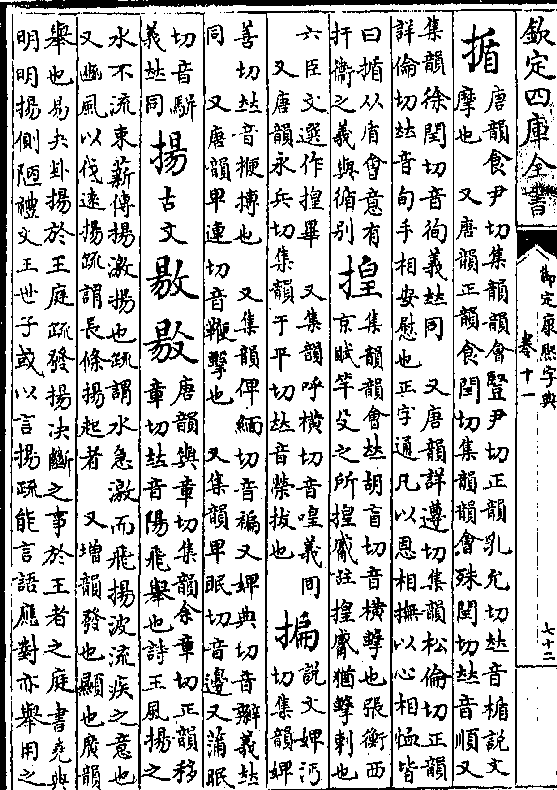 欽定四庫全書
御定康熙字典
卷十一
七十二
揗
唐韻食尹切集韻韻會豎尹切正韻乳允切𠀤音楯說文
摩也 又唐韻正韻食閏切集韻韻會殊閏切𠀤音順又
集韻徐閏切音徇義𠀤同 又唐韻詳遵切集韻松倫切正韻
詳倫切𠀤音旬手相安慰也正字通凡以恩相撫以心相恤皆
曰揗从盾會意有
扞衞之義與循別
揘
集韻韻會𠀤胡盲切音橫擊也張衡西
京賦竿殳之所揘觱註揘觱猶擊刺也
六臣文選作揘畢 又集韻呼橫切音喤義同
又唐韻永兵切集韻于平切𠀤音榮拔也
揙
說文婢沔
切集韻婢
善切𠀤音楩搏也 又集韻俾緬切音褊又婢典切音辮義𠀤
同 又唐韻卑連切音鞭擊也 又集韻卑眠切音邊又蒲眠
切音駢
義𠀤同
揚 古文
唐韻與章切集韻余章切正韻移
章切𠀤音陽飛舉也詩王風揚之
水不流束薪傳揚激揚也疏謂水急激而飛揚波流疾之意也
又豳風以伐遠揚疏謂長條揚起者 又增韻發也顯也廣韻
舉也易夬卦揚於王庭疏發揚決斷之事於王者之庭書堯典
明明揚側陋禮文王世子或以言揚疏能言語應對亦舉用之